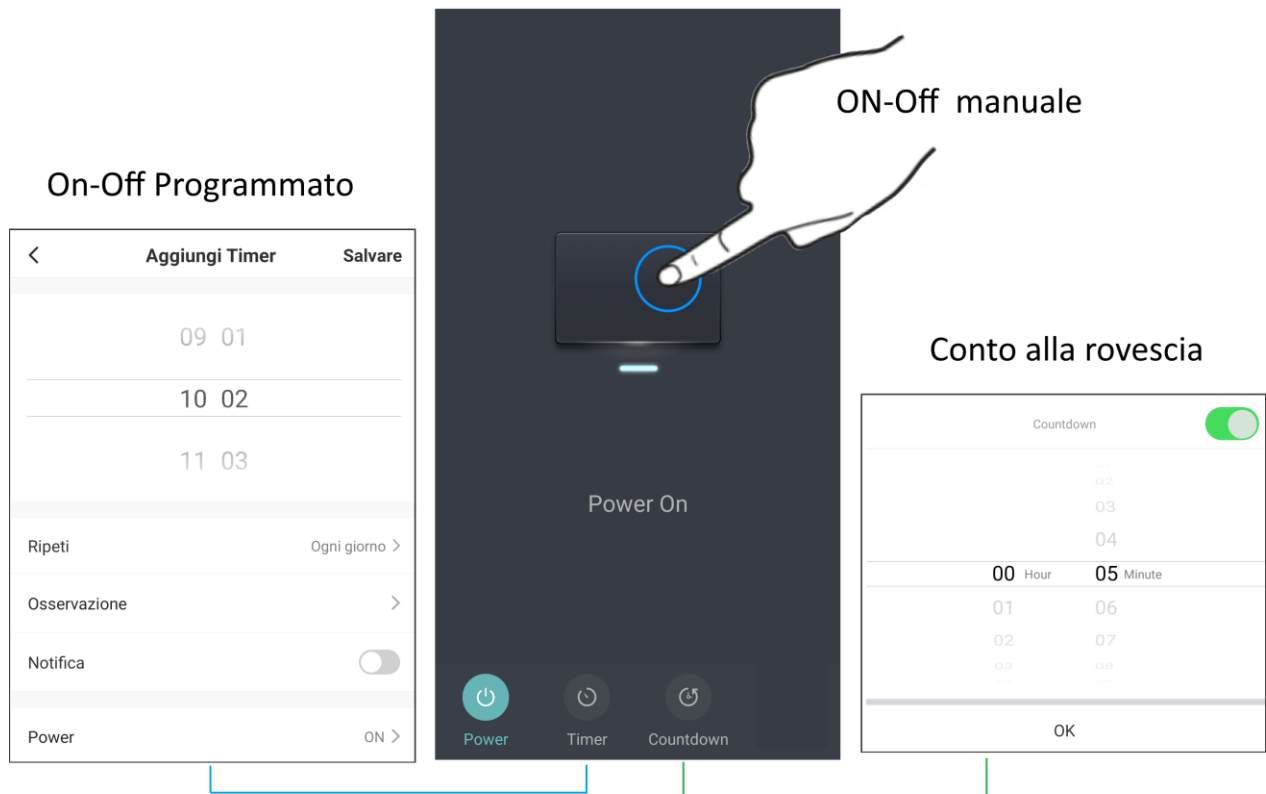 ON-Off manuale
On-Off Programmato
Aggiungi Timer Salvare
09 01
10 02
11 03
Ripeti Ogni giorno
Osservazione
Notifica
Power ON
Power On
Power Timer Countdown
Conto alla rovescia
Countdown
02
03
04
00 Hour 05 Minute
01 06
02 07
03 08
OK